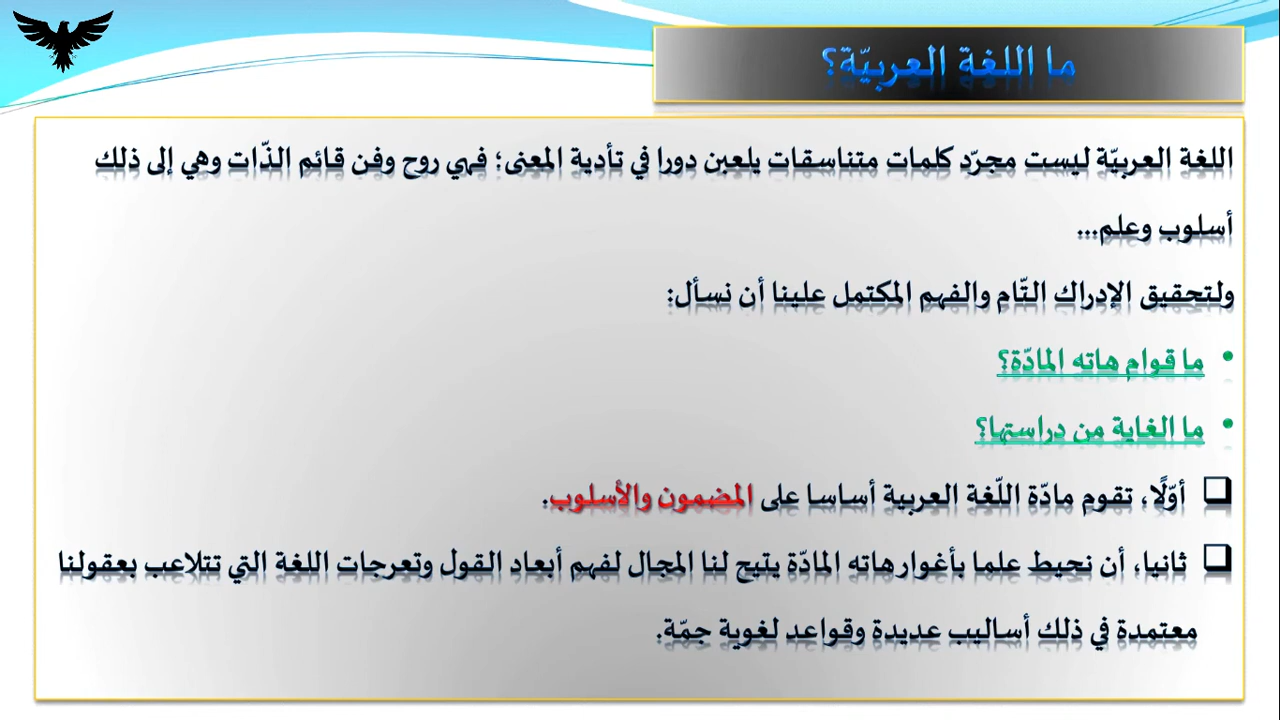 ما اللغة العربيّة؟
اللغة العربيّة ليست مجرّد كلمات متناسقات يلعبن دورا في تأدية المعنى؛ فهي روح وفن قائم الذّات وهي إلى ذلك
أسلوب وعلم...
ولتحقيق الإدراك التّام والفهم المكتمل علينا أن نسأل:
• ما قوام هاته المادّة؟
• ما الغاية من دراستها؟
❑ أوّلًا، تقوم مادّة اللّغة العربية أساسا على المضمون والأسلوب.
❑ ثانيا، أن نحيط علما بأغوار هاته المادّة يتيح لنا المجال لفهم أبعاد القول وتعرجات اللغة التي تتلاعب بعقولنا
معتمدة في ذلك أساليب عديدة وقواعد لغوية جمّة.